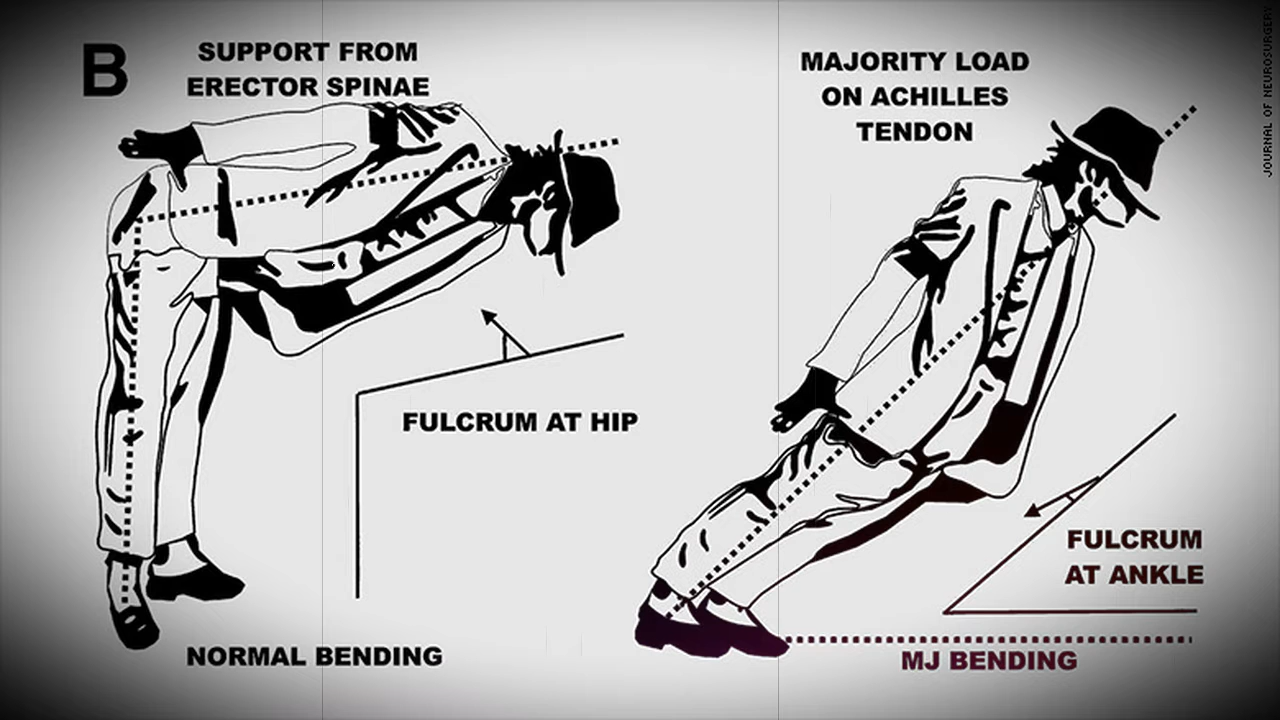 B
SUPPORT FROM
ERECTOR SPINAE
MAJORITY LOAD
ON ACHILLES
TENDON
JOURNAL OF NEUROSURGERY
FULCRUM AT HIP
FULCRUM
AT ANKLE
NORMAL BENDING
MJ BENDING